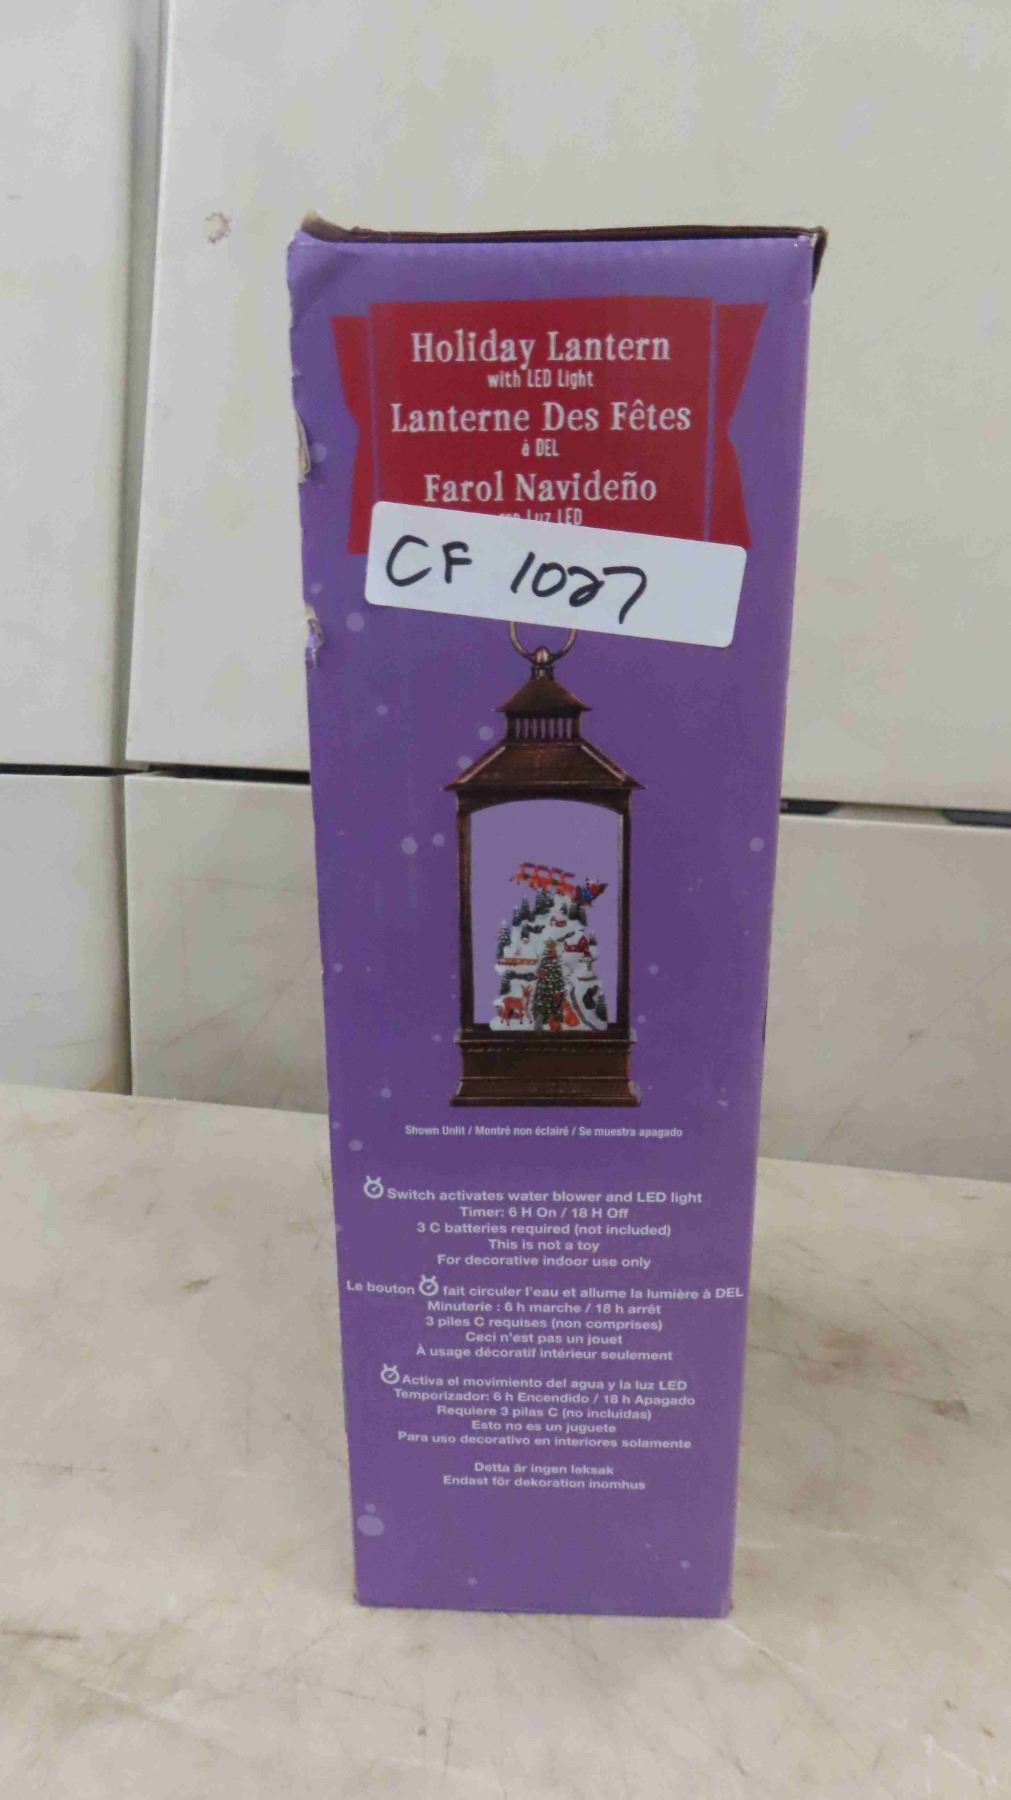 Holiday Lantern
with LED Light
Lanterne Des Fêtes
à DEL
Farol Navideño
Luz LED
CF 1027
Shown Unlit / Montré non éclairé / Se muestra apagado
Switch activates water blower and LED light
Timer: 6 H On / 18 H Off
3 C batteries required (not included)
This is not a toy
For decorative indoor use only
Le bouton fait circuler l'eau et allume la lumière à DEL
Minuterie : 6 h marche / 18 h arrêt
3 piles C requises (non comprises)
Ceci n'est pas un jouet
À usage décoratif intérieur seulement
Activa el movimiento del agua y la luz LED
Temporizador: 6 h Encendido / 18 h Apagado
Requiere 3 pilas C (no incluidas)
Esto no es un juguete
Para uso decorativo en interiores solamente
Detta är ingen leksak
Endast för dekoration inomhus